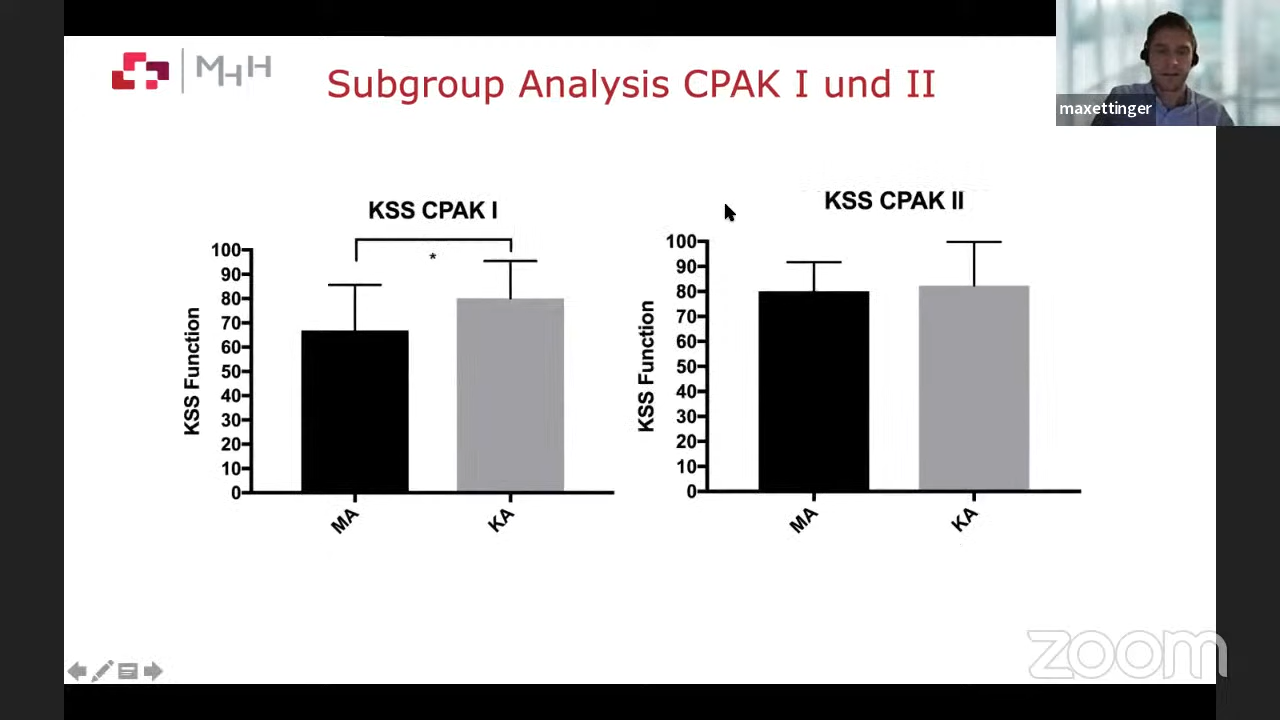 MHH
Subgroup Analysis CPAK I und II
maxettinger
KSS CPAK I
KSS Function
100
90
80
70
60
50
40
30
20
10
0
*
MA
KA
KSS CPAK II
KSS Function
100
90
80
70
60
50
40
30
20
10
0
MA
KA
zoom